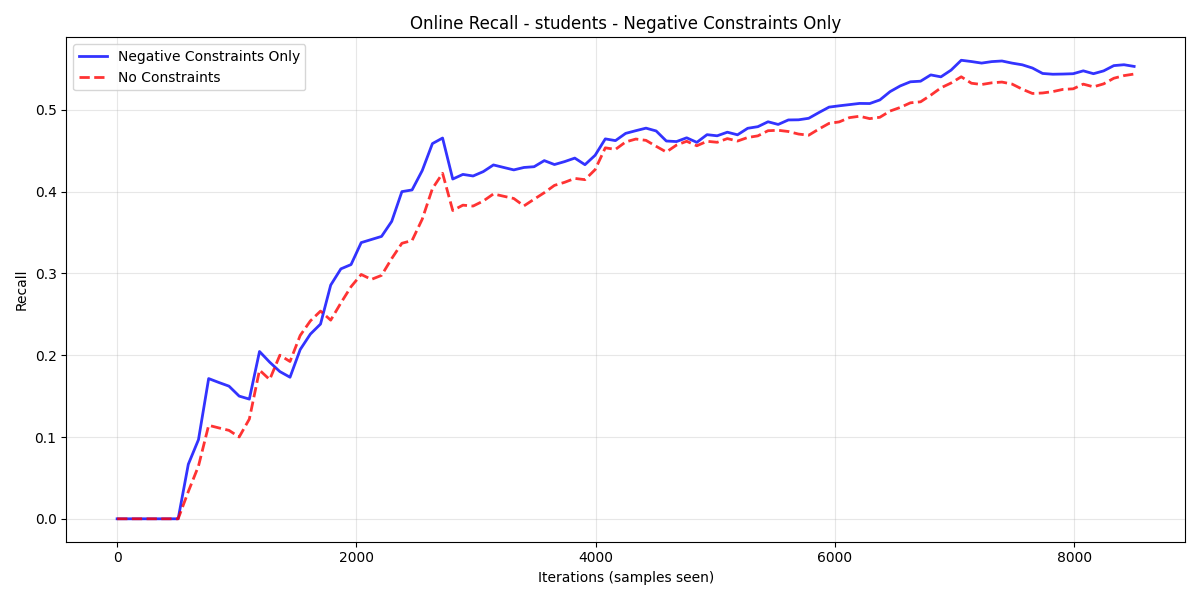 Online Recall - students - Negative Constraints Only
Negative Constraints Only
No Constraints
Recall
0.5
0.4
0.3
0.2
0.1
0.0
0 2000 4000 6000 8000
Iterations (samples seen)